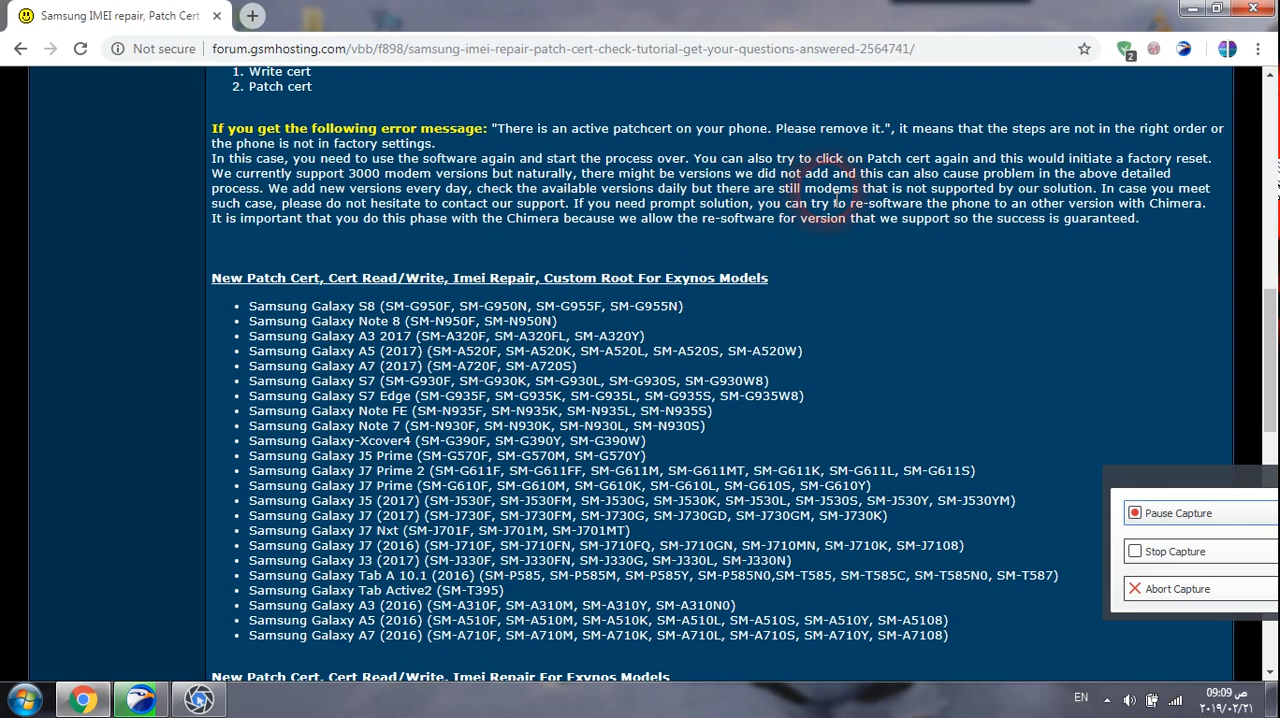 Samsung IMEI repair, Patch Cert
Not secure
forum.gsmhosting.com/vbb/f898/samsung-imei-repair-patch-cert-check-tutorial-get-your-questions-answered-2564741/
2
1. Write cert
2. Patch cert
If you get the following error message: "There is an active patchcert on your phone. Please remove it.", it means that the steps are not in the right order or
the phone is not in factory settings.
In this case, you need to use the software again and start the process over. You can also try to click on Patch cert again and this would initiate a factory reset.
We currently support 3000 modem versions but naturally, there might be versions we did not add and this can also cause problem in the above detailed
process. We add new versions every day, check the available versions daily but there are still modems that is not supported by our solution. In case you meet
such case, please do not hesitate to contact our support. If you need prompt solution, you can try to re-software the phone to an other version with Chimera.
It is important that you do this phase with the Chimera because we allow the re-software for version that we support so the success is guaranteed.
New Patch Cert, Cert Read/Write, Imei Repair, Custom Root For Exynos Models
• Samsung Galaxy S8 (SM-G950F, SM-G950N, SM-G955F, SM-G955N)
• Samsung Galaxy Note 8 (SM-N950F, SM-N950N)
• Samsung Galaxy A3 2017 (SM-A320F, SM-A320FL, SM-A320Y)
• Samsung Galaxy A5 (2017) (SM-A520F, SM-A520K, SM-A520L, SM-A520S, SM-A520W)
• Samsung Galaxy A7 (2017) (SM-A720F, SM-A720S)
• Samsung Galaxy S7 (SM-G930F, SM-G930K, SM-G930L, SM-G930S, SM-G930W8)
• Samsung Galaxy S7 Edge (SM-G935F, SM-G935K, SM-G935L, SM-G935S, SM-G935W8)
• Samsung Galaxy Note FE (SM-N935F, SM-N935K, SM-N935L, SM-N935S)
• Samsung Galaxy Note 7 (SM-N930F, SM-N930K, SM-N930L, SM-N930S)
• Samsung Galaxy-Xcover4 (SM-G390F, SM-G390Y, SM-G390W)
• Samsung Galaxy J5 Prime (SM-G570F, SM-G570M, SM-G570Y)
• Samsung Galaxy J7 Prime 2 (SM-G611F, SM-G611FF, SM-G611M, SM-G611MT, SM-G611K, SM-G611L, SM-G611S)
• Samsung Galaxy J7 Prime (SM-G610F, SM-G610M, SM-G610K, SM-G610L, SM-G610S, SM-G610Y)
• Samsung Galaxy J5 (2017) (SM-J530F, SM-J530FM, SM-J530G, SM-J530K, SM-J530L, SM-J530S, SM-J530Y, SM-J530YM)
• Samsung Galaxy J7 (2017) (SM-J730F, SM-J730FM, SM-J730G, SM-J730GD, SM-J730GM, SM-J730K)
• Samsung Galaxy J7 Nxt (SM-J701F, SM-J701M, SM-J701MT)
• Samsung Galaxy J7 (2016) (SM-J710F, SM-J710FN, SM-J710FQ, SM-J710GN, SM-J710MN, SM-J710K, SM-J7108)
• Samsung Galaxy J3 (2017) (SM-J330F, SM-J330FN, SM-J330G, SM-J330L, SM-J330N)
• Samsung Galaxy Tab A 10.1 (2016) (SM-P585, SM-P585M, SM-P585Y, SM-P585N0,SM-T585, SM-T585C, SM-T585N0, SM-T587)
• Samsung Galaxy Tab Active2 (SM-T395)
• Samsung Galaxy A3 (2016) (SM-A310F, SM-A310M, SM-A310Y, SM-A310N0)
• Samsung Galaxy A5 (2016) (SM-A510F, SM-A510M, SM-A510K, SM-A510L, SM-A510S, SM-A510Y, SM-A5108)
• Samsung Galaxy A7 (2016) (SM-A710F, SM-A710M, SM-A710K, SM-A710L, SM-A710S, SM-A710Y, SM-A7108)
New Patch Cert, Cert Read/Write, Imei Repair For Exynos Models
Pause Capture
Stop Capture
Abort Capture
EN
09:09 ص
٢٠١٩/٠٢/٢١